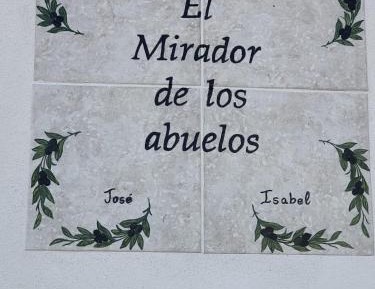 El
Mirador
de los
abuelos
José Isabel